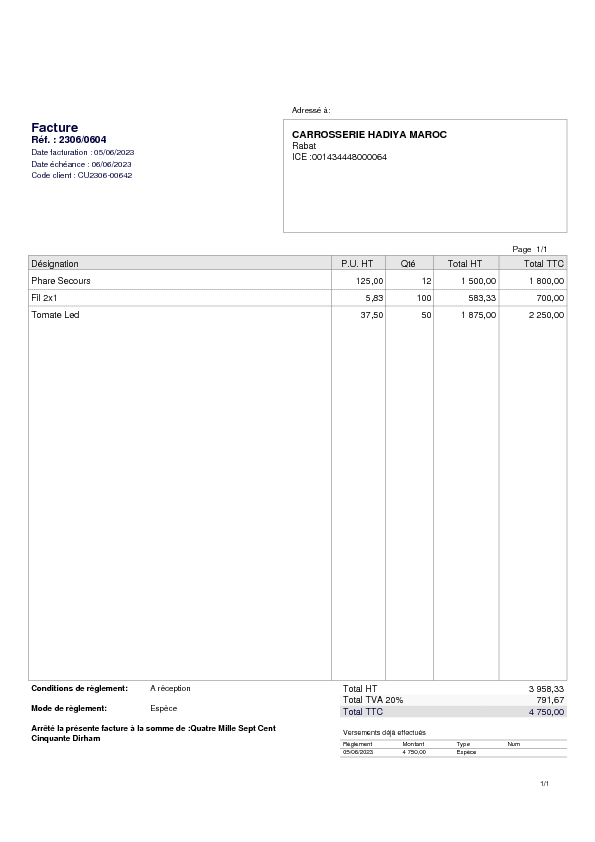 Adressé à:
Facture
Réf. : 2306/0604
Date facturation : 05/06/2023
Date échéance : 06/06/2023
Code client : CU2306-00642
CARROSSERIE HADIYA MAROC
Rabat
ICE :001434448000064
Page 1/1
Désignation P.U. HT Qté Total HT Total TTC
Phare Secours 125,00 12 1 500,00 1 800,00
Fil 2x1 5,83 100 583,33 700,00
Tomate Led 37,50 50 1 875,00 2 250,00
Conditions de règlement: A réception
Mode de règlement: Espèce
Arrêté la présente facture à la somme de :Quatre Mille Sept Cent
Cinquante Dirham
Total HT 3 958,33
Total TVA 20% 791,67
Total TTC 4 750,00
Versements déjà effectués
Règlement Montant Type Num
05/06/2023 4 750,00 Espèce
1/1